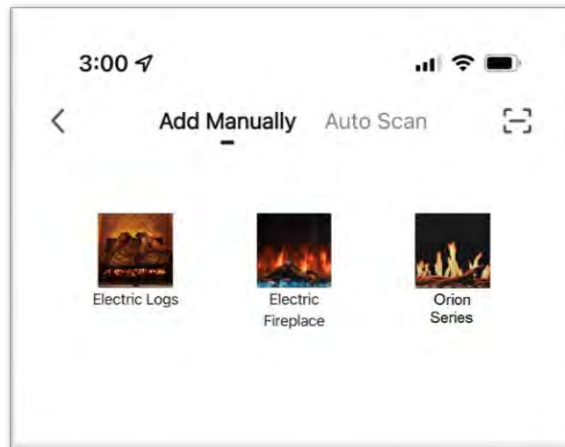 3:00
Add Manually Auto Scan
Electric Logs Electric Orion
Fireplace Series